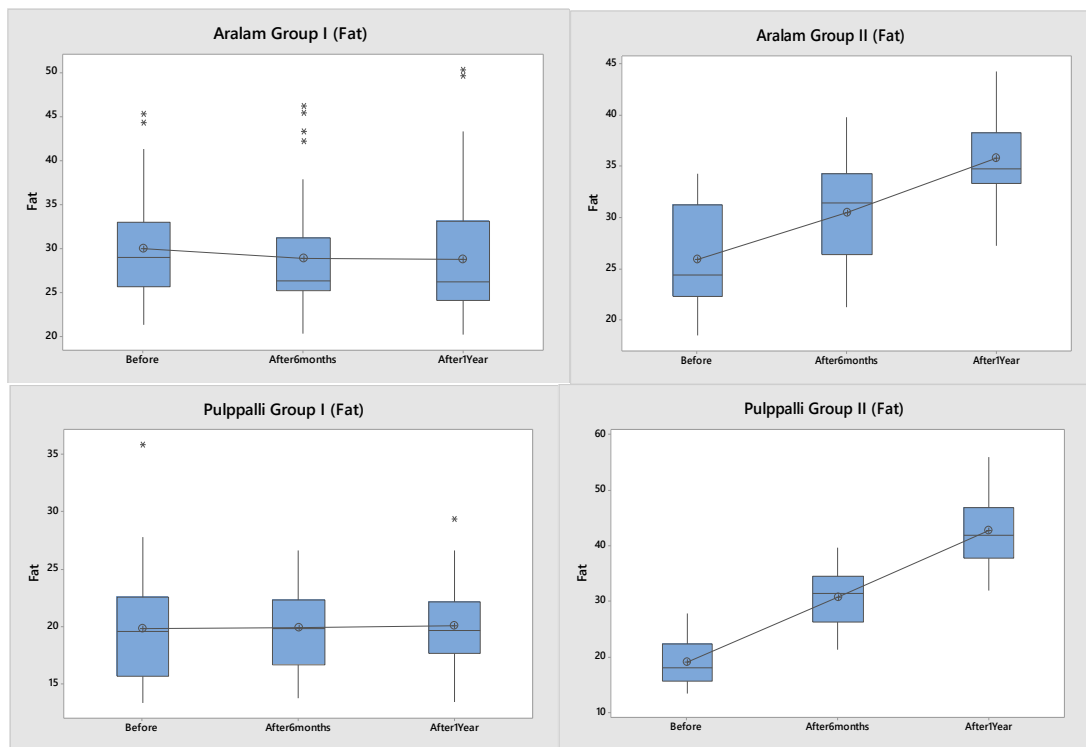 Aralam Group I (Fat)
50
45
40
35
30
25
20
Fat
Before After6months After1Year
Aralam Group II (Fat)
45
40
35
30
25
20
Fat
Before After6months After1Year
Pulppalli Group I (Fat)
35
30
25
20
15
Fat
Before After6months After1Year
Pulppalli Group II (Fat)
60
50
40
30
20
10
Fat
Before After6months After1Year